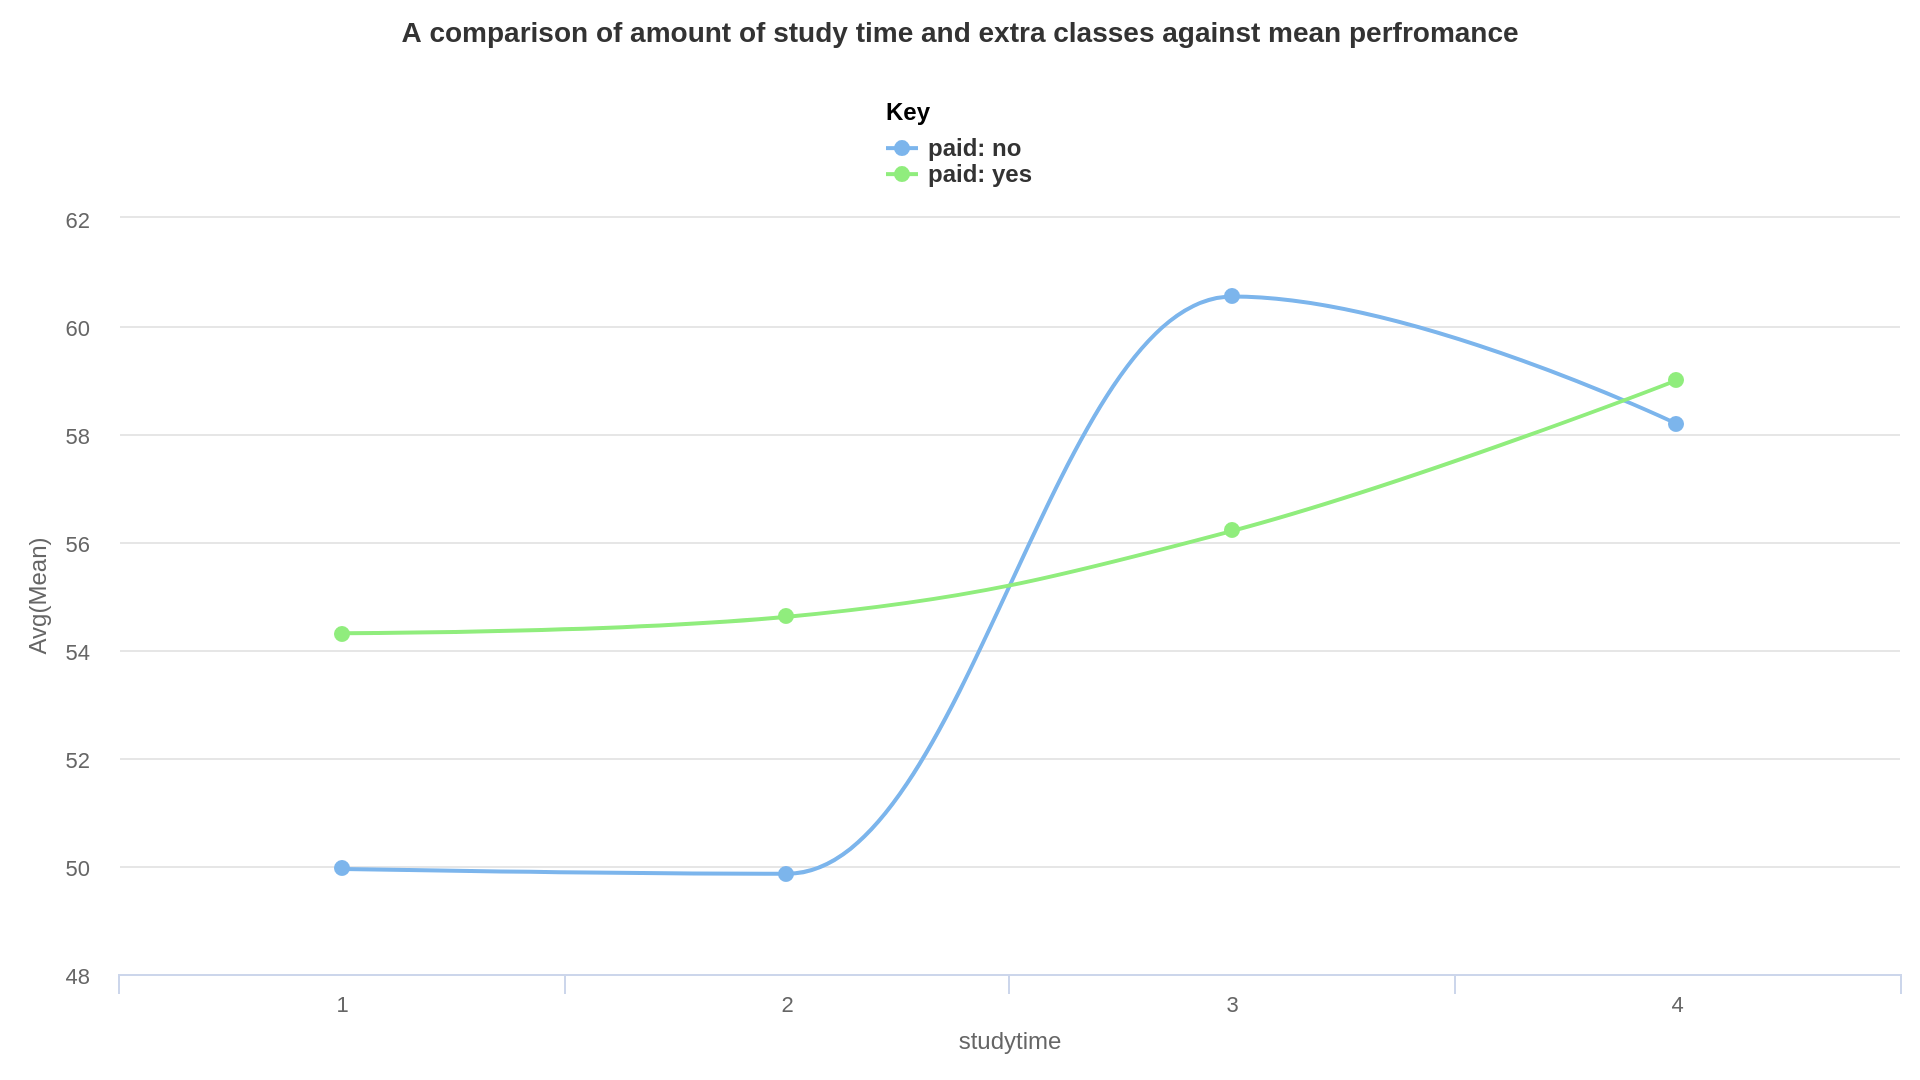 A comparison of amount of study time and extra classes against mean perfromance
Key
paid: no
paid: yes
62
60
58
56
54
52
50
48
Avg(Mean)
1
2
3
4
studytime